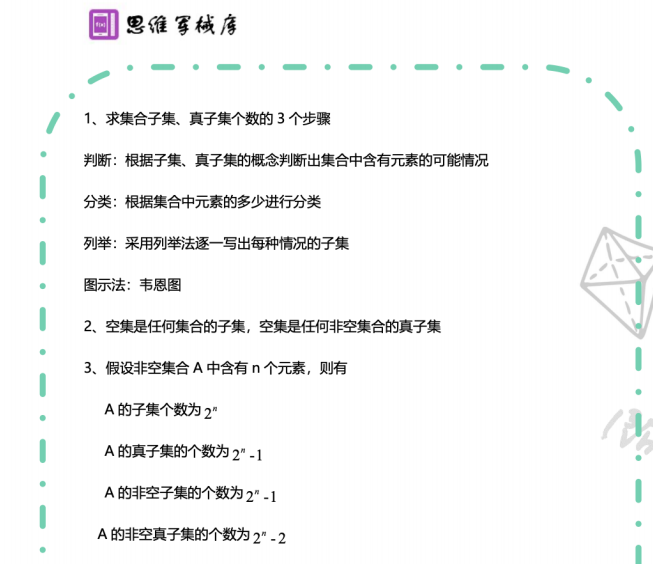 思维军械库
1、求集合子集、真子集个数的 3 个步骤
判断：根据子集、真子集的概念判断出集合中含有元素的可能情况
分类：根据集合中元素的多少进行分类
列举：采用列举法逐一写出每种情况的子集
图示法：韦恩图
2、空集是任何集合的子集，空集是任何非空集合的真子集
3、假设非空集合 A 中含有 n 个元素，则有
A 的子集个数为 2ⁿ
A 的真子集的个数为 2ⁿ -1
A 的非空子集的个数为 2ⁿ -1
A 的非空真子集的个数为 2ⁿ - 2